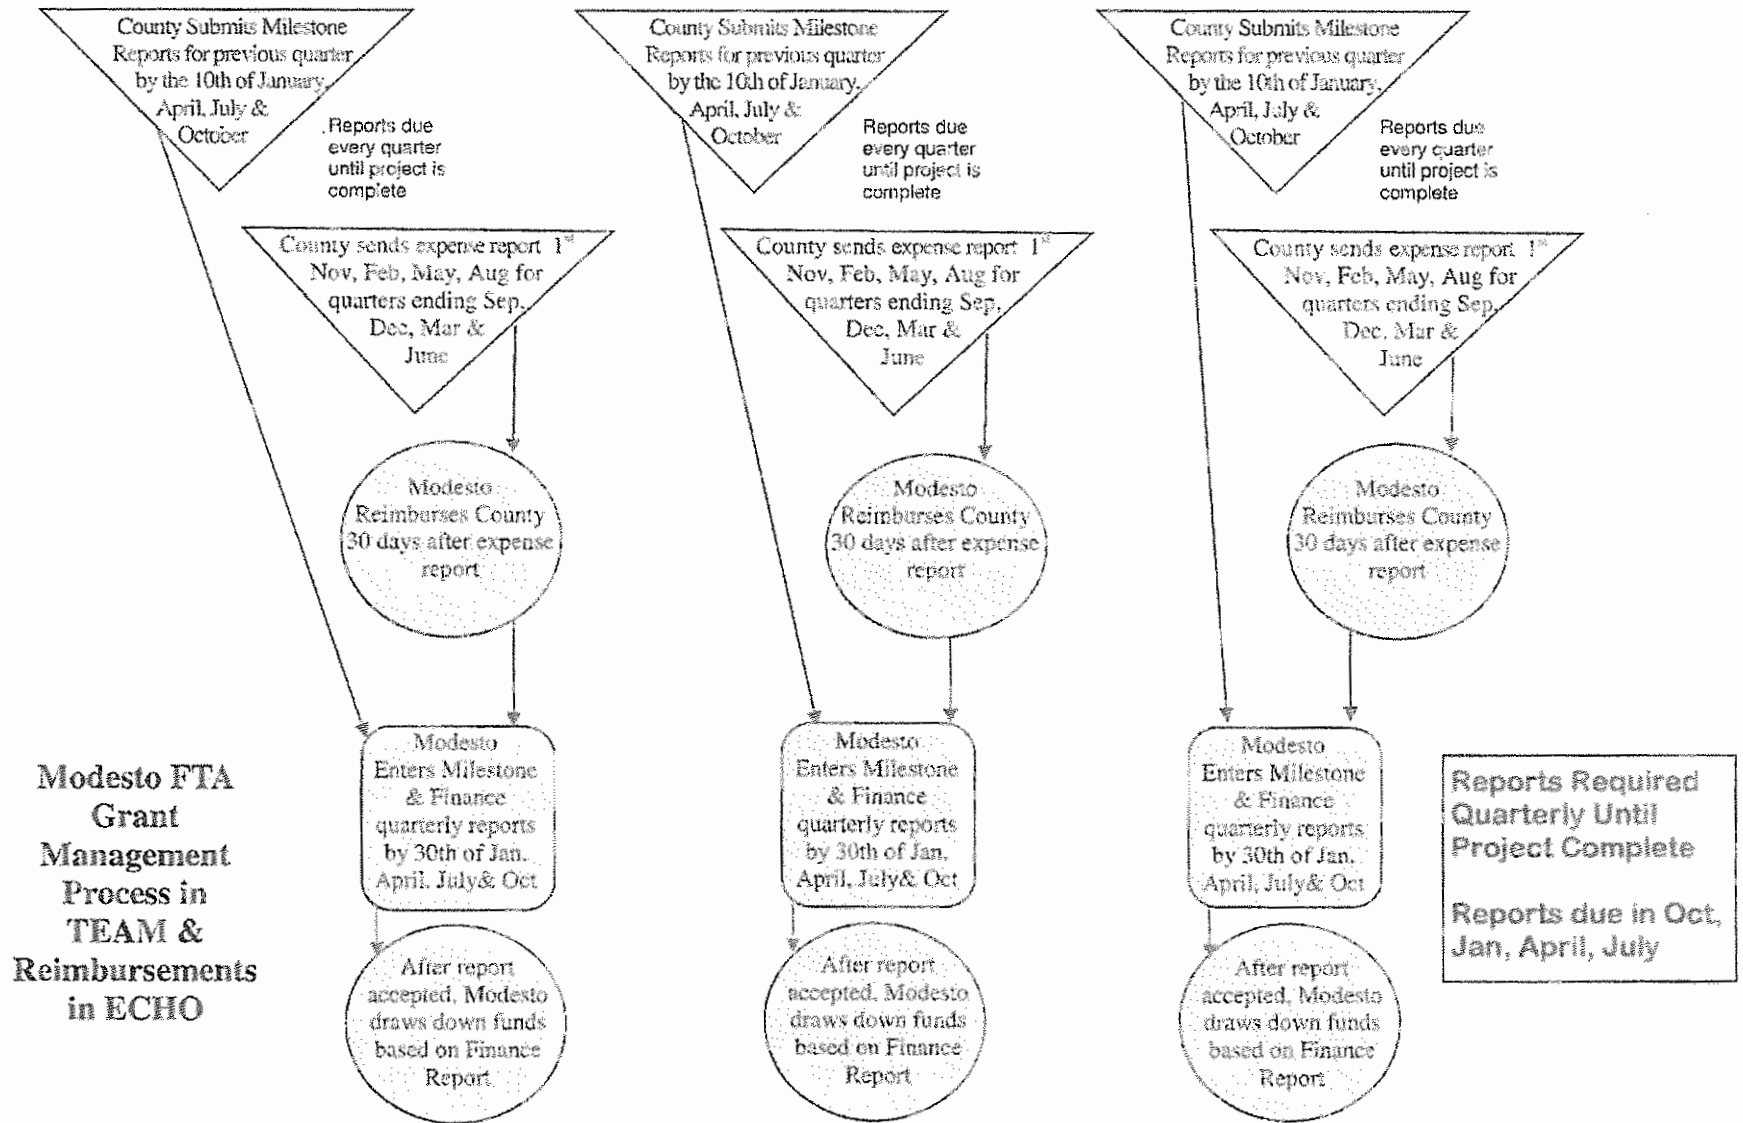 County Submits Milestone
Reports for previous quarter
by the 10th of January,
April, July &
October
Reports due
every quarter
until project is
complete
County sends expense report 1st
Nov, Feb, May, Aug for
quarters ending Sep,
Dec, Mar &
June
Modesto
Reimburses County
30 days after expense
report
Modesto
Enters Milestone
& Finance
quarterly reports
by 30th of Jan.
April, July& Oct
After report
accepted, Modesto
draws down funds
based on Finance
Report
County Submits Milestone
Reports for previous quarter
by the 10th of January,
April, July &
October
Reports due
every quarter
until project is
complete
County sends expense report 1st
Nov, Feb, May, Aug for
quarters ending Sep,
Dec, Mar &
June
Modesto
Reimburses County
30 days after expense
report
Modesto
Enters Milestone
& Finance
quarterly reports
by 30th of Jan,
April, July& Oct
After report
accepted, Modesto
draws down funds
based on Finance
Report
County Submits Milestone
Reports for previous quarter
by the 10th of January,
April, July &
October
Reports due
every quarter
until project is
complete
County sends expense report 1st
Nov, Feb, May, Aug for
quarters ending Sep,
Dec, Mar &
June
Modesto
Reimburses County
30 days after expense
report
Modesto
Enters Milestone
& Finance
quarterly reports
by 30th of Jan,
April, July& Oct
After report
accepted, Modesto
draws down funds
based on Finance
Report
Modesto FTA
Grant
Management
Process in
TEAM &
Reimbursements
in ECHO
Reports Required
Quarterly Until
Project Complete
Reports due in Oct,
Jan, April, July